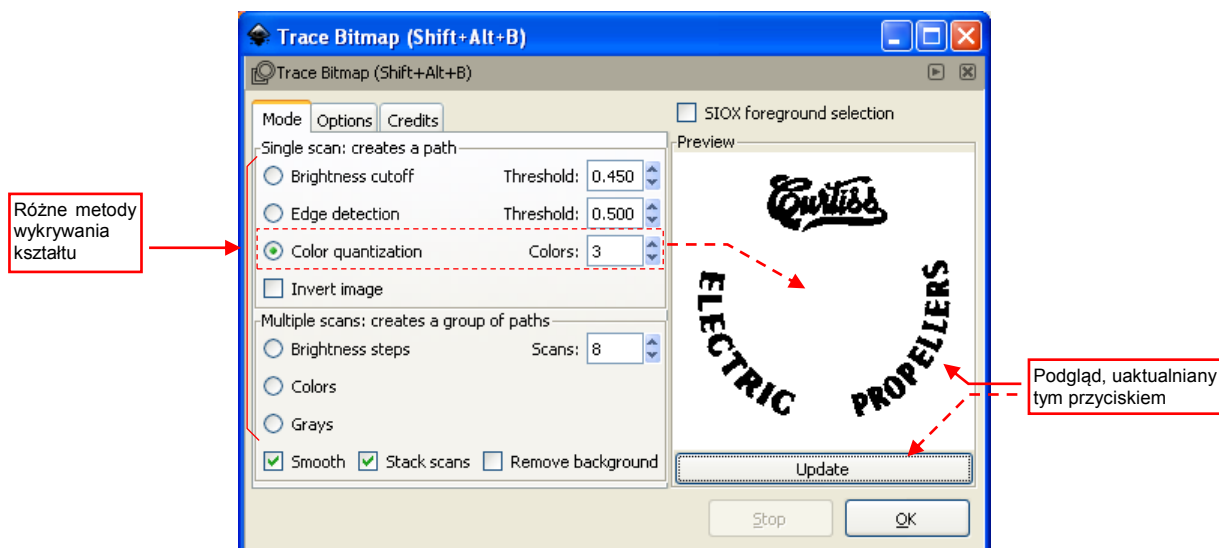 Trace Bitmap (Shift+Alt+B)
Trace Bitmap (Shift+Alt+B)
Mode Options Credits
SIOX foreground selection
Single scan: creates a path
Preview
Brightness cutoff Threshold: 0.450
Edge detection Threshold: 0.500
Color quantization Colors: 3
Invert image
Multiple scans: creates a group of paths
Brightness steps Scans: 8
Colors
Grays
Smooth Stack scans Remove background
Curtiss
ELECTRIC PROPELLERS
Update
Stop OK
Różne metody
wykrywania
kształtu
Podgląd, uaktualniany
tym przyciskiem